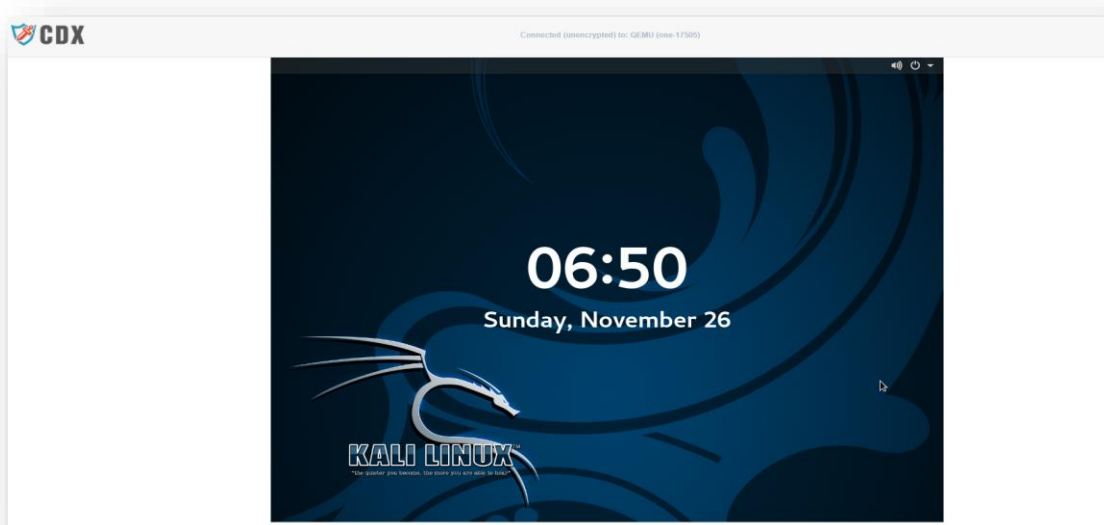 CDX
Connected (unencrypted) to: QEMU (one-17505)
06:50
Sunday, November 26
KALI LINUX™
"the quieter you become, the more you are able to hear"